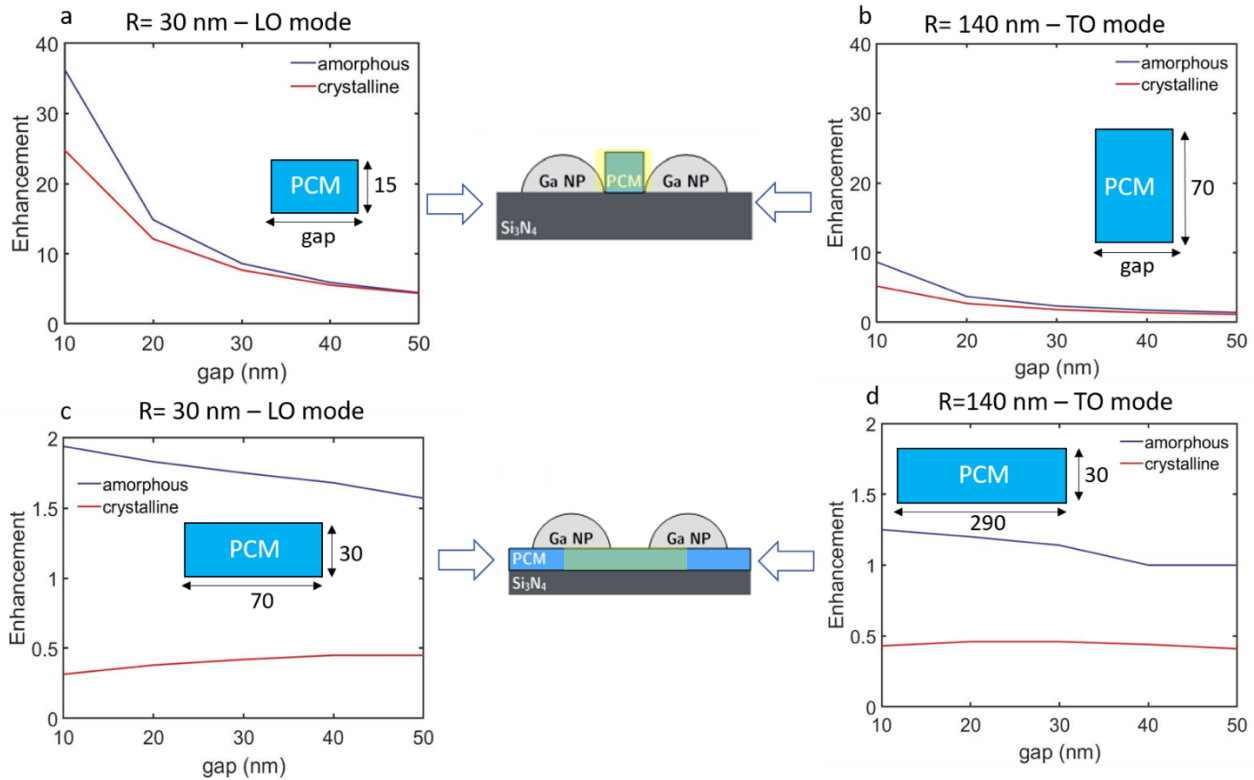 a
R= 30 nm – LO mode
40
30
20
10
0
Enhancement
amorphous
crystalline
PCM
15
gap
10 20 30 40 50
gap (nm)
Ga NP
PCM
Ga NP
Si₃N₄
b
R= 140 nm – TO mode
40
30
20
10
0
Enhancement
amorphous
crystalline
PCM
70
gap
10 20 30 40 50
gap (nm)
c
R= 30 nm – LO mode
2
1.5
1
0.5
0
Enhancement
amorphous
crystalline
PCM
30
70
10 20 30 40 50
gap (nm)
Ga NP
Ga NP
PCM
Si₃N₄
d
R=140 nm – TO mode
2
1.5
1
0.5
0
Enhancement
amorphous
crystalline
PCM
30
290
10 20 30 40 50
gap (nm)